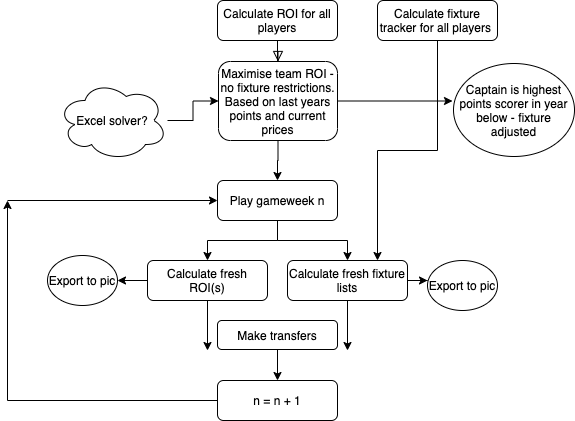 Calculate ROI for all
players
Calculate fixture
tracker for all players
Maximise team ROI -
no fixture restrictions.
Based on last years
points and current
prices
Excel solver?
Captain is highest
points scorer in year
below - fixture
adjusted
Play gameweek n
Calculate fresh
ROI(s)
Calculate fresh fixture
lists
Export to pic
Export to pic
Make transfers
n = n + 1